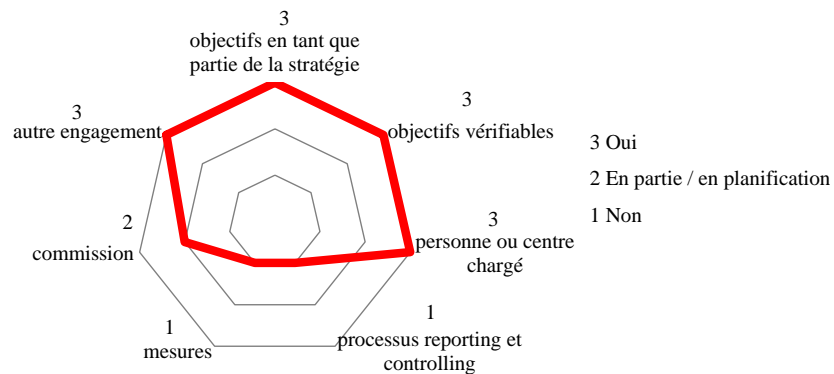 3
objectifs en tant que
partie de la stratégie
3
objectifs vérifiables
3
personne ou centre
chargé
1
processus reporting et
controlling
1
mesures
2
commission
3
autre engagement
3 Oui
2 En partie / en planification
1 Non